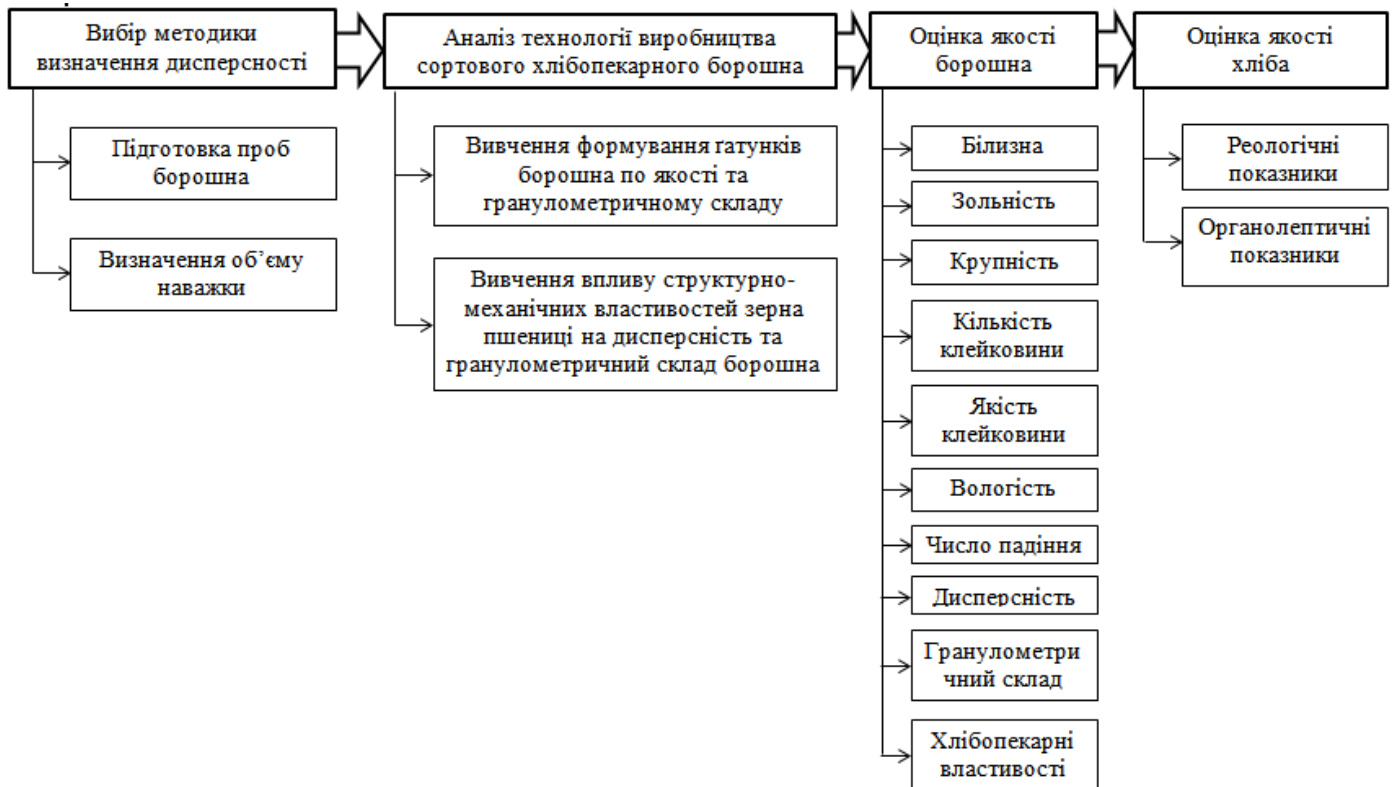 Вибір методики
визначення дисперсності
Підготовка проб
борошна
Визначення об’єму
наважки
Аналіз технології виробництва
сортового хлібопекарного борошна
Вивчення формування ґатунків
борошна по якості та
гранулометричному складу
Вивчення впливу структурно-
механічних властивостей зерна
пшениці на дисперсність та
гранулометричний склад борошна
Оцінка якості
борошна
Білизна
Зольність
Крупність
Кількість
клейковини
Якість
клейковини
Вологість
Число падіння
Дисперсність
Гранулометри
чний склад
Хлібопекарні
властивості
Оцінка якості
хліба
Реологічні
показники
Органолептичні
показники